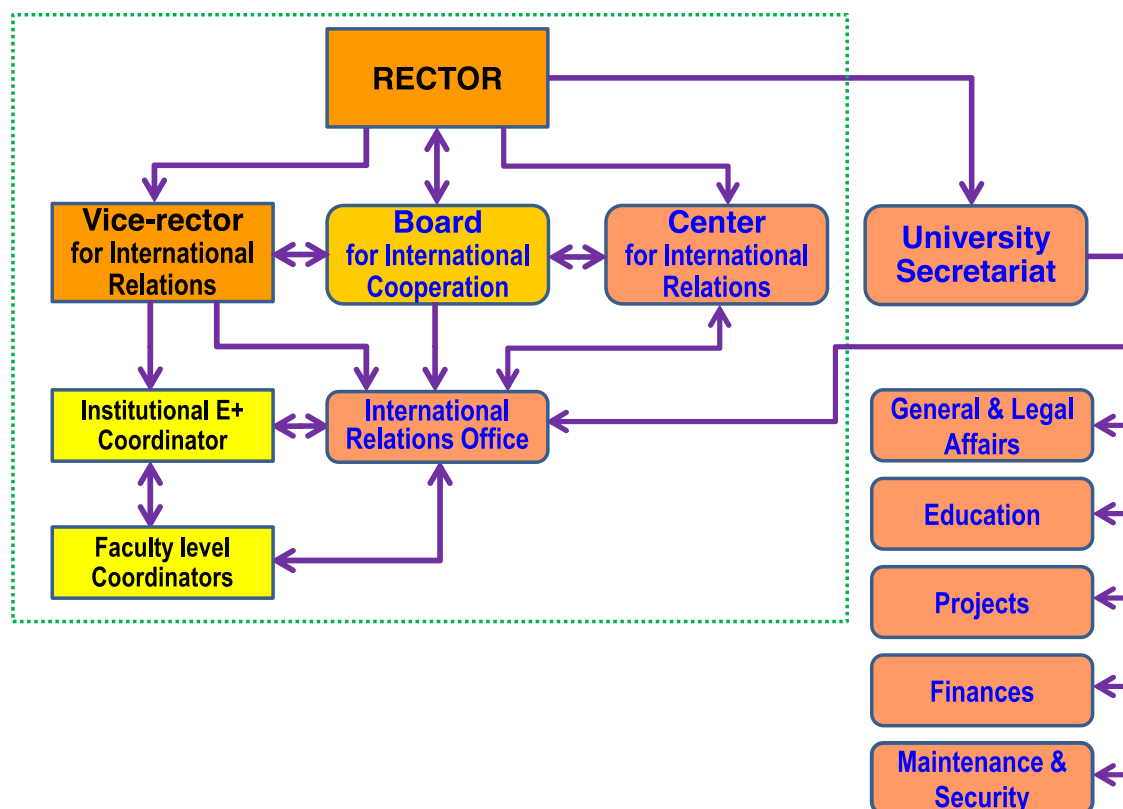 RECTOR
Vice-rector
for International
Relations
Board
for International
Cooperation
Center
for International
Relations
University
Secretariat
Institutional E+
Coordinator
International
Relations Office
General & Legal
Affairs
Education
Faculty level
Coordinators
Projects
Finances
Maintenance &
Security